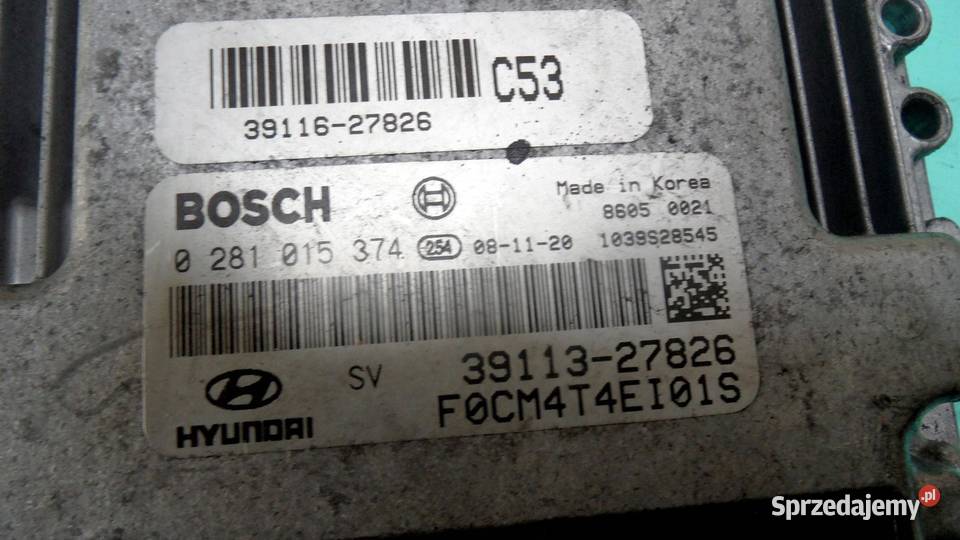 C53
39116-27826
BOSCH
Made in Korea
8605 0021
0 281 015 374 254 08-11-20 1039S28545
SV 39113-27826
HYUNDAI F0CM4T4EI01S
Sprzedajemy.pl